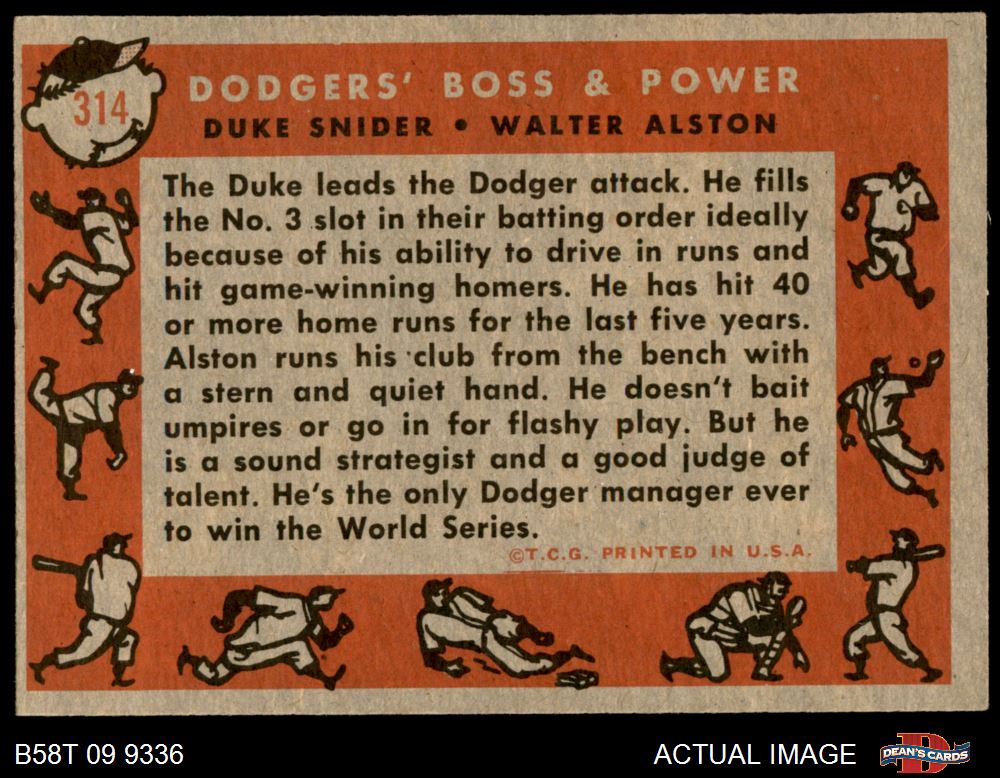 314
DODGERS' BOSS & POWER
DUKE SNIDER • WALTER ALSTON
The Duke leads the Dodger attack. He fills
the No. 3 slot in their batting order ideally
because of his ability to drive in runs and
hit game-winning homers. He has hit 40
or more home runs for the last five years.
Alston runs his club from the bench with
a stern and quiet hand. He doesn't bait
umpires or go in for flashy play. But he
is a sound strategist and a good judge of
talent. He's the only Dodger manager ever
to win the World Series.
©T.C.G. PRINTED IN U.S.A.
B58T 09 9336
ACTUAL IMAGE
D
DEAN'S CARDS